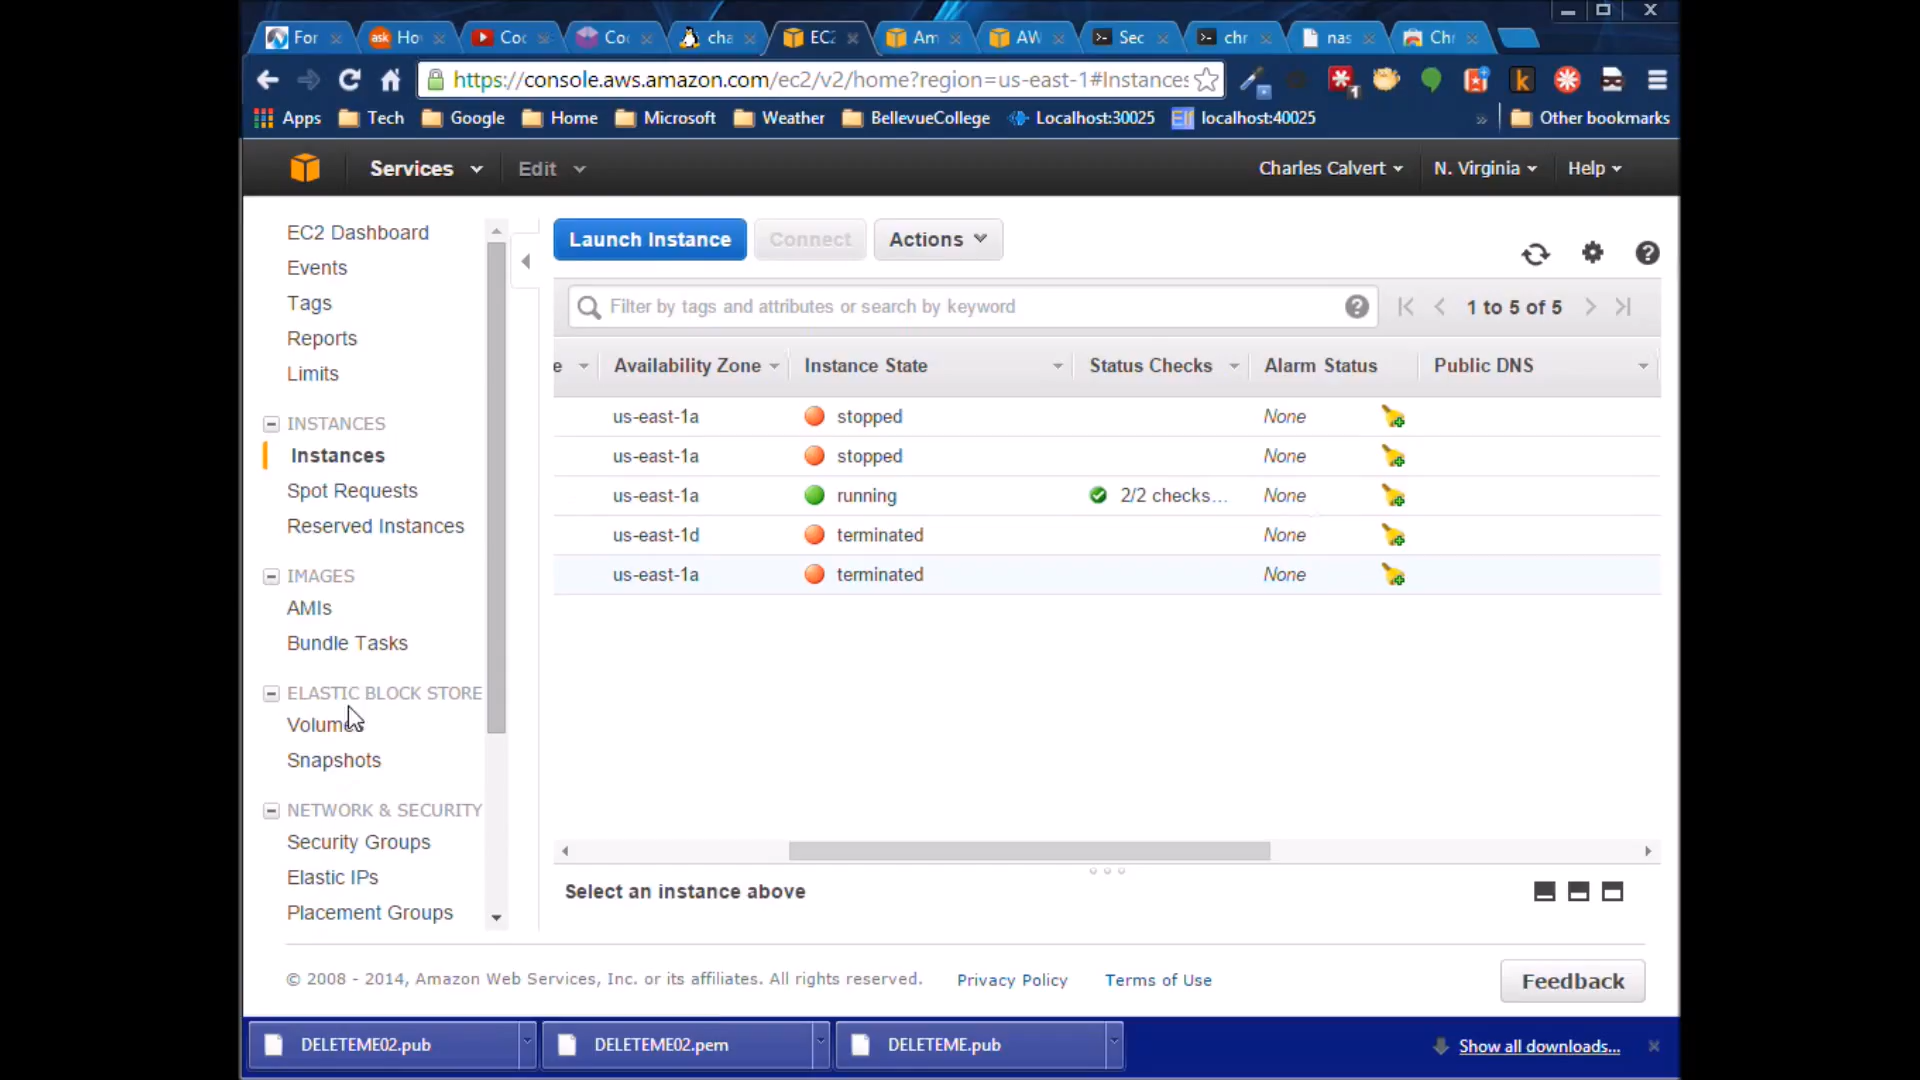 For
ask Ho
Coc
Coc
cha
EC2
Am
AW
Sec
chr
nas
Chr
https://console.aws.amazon.com/ec2/v2/home?region=us-east-1#Instances
1
k
Apps Tech Google Home Microsoft Weather BellevueCollege Localhost:30025 localhost:40025 » Other bookmarks
Services Edit Charles Calvert N. Virginia Help
EC2 Dashboard
Events
Tags
Reports
Limits
INSTANCES
Instances
Spot Requests
Reserved Instances
IMAGES
AMIs
Bundle Tasks
ELASTIC BLOCK STORE
Volumes
Snapshots
NETWORK & SECURITY
Security Groups
Elastic IPs
Placement Groups
Launch Instance Connect Actions
Filter by tags and attributes or search by keyword
1 to 5 of 5
e Availability Zone Instance State Status Checks Alarm Status Public DNS
us-east-1a stopped None
us-east-1a stopped None
us-east-1a running 2/2 checks... None
us-east-1d terminated None
us-east-1a terminated None
Select an instance above
© 2008 - 2014, Amazon Web Services, Inc. or its affiliates. All rights reserved. Privacy Policy Terms of Use
Feedback
DELETEME02.pub DELETEME02.pem DELETEME.pub Show all downloads...